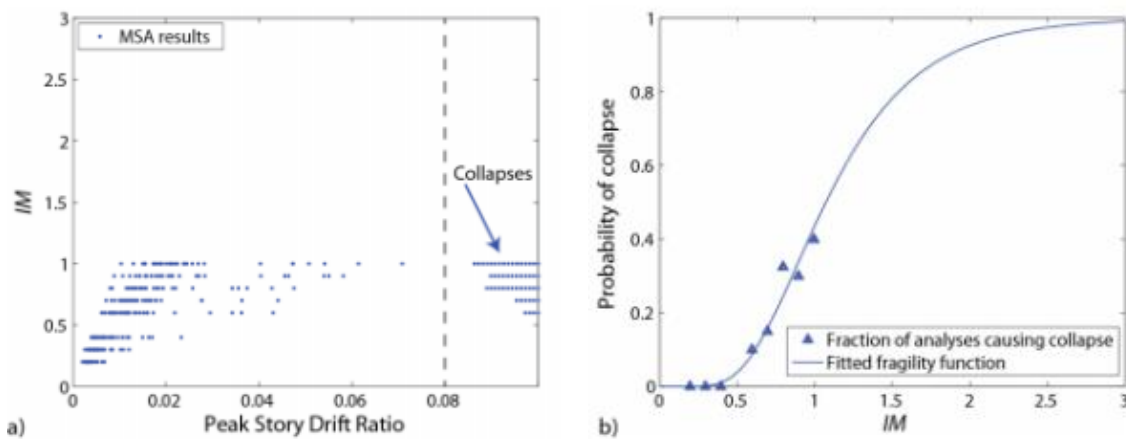 3
2.5
2
1.5
1
0.5
0
MSA results
Collapses
IM
0.02
0.04
0.06
0.08
Peak Story Drift Ratio
a)
1
0.8
0.6
0.4
0.2
0
Probability of collapse
Fraction of analyses causing collapse
Fitted fragility function
0
0.5
1
1.5
2
2.5
3
IM
b)